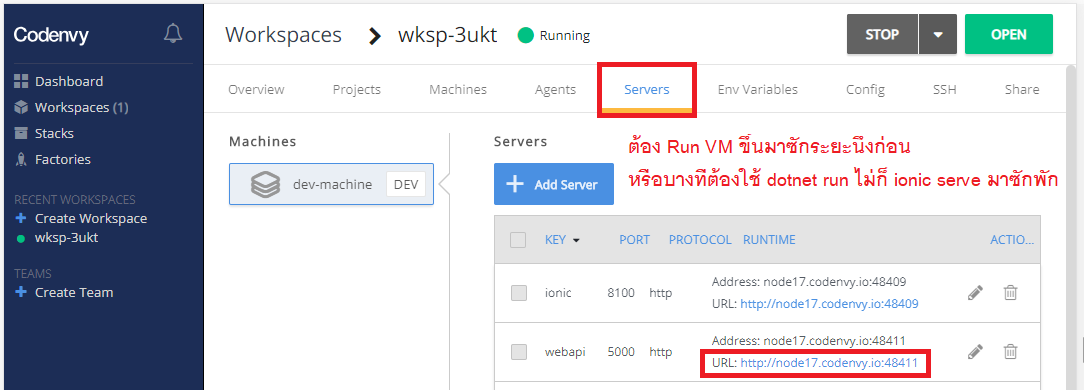 Codenvy
Dashboard
Workspaces (1)
Stacks
Factories
RECENT WORKSPACES
Create Workspace
wksp-3ukt
TEAMS
Create Team
Workspaces > wksp-3ukt Running
STOP
OPEN
Overview Projects Machines Agents Servers Env Variables Config SSH Share
Machines
dev-machine DEV
Servers
+ Add Server
ต้อง Run VM ขึ้นมาซักระยะนึงก่อน
หรือบางทีต้องใช้ dotnet run ไม่ก็ ionic serve มาซักพัก
KEY PORT PROTOCOL RUNTIME ACTIO...
ionic 8100 http
Address: node17.codenvy.io:48409
URL: http://node17.codenvy.io:48409
webapi 5000 http
Address: node17.codenvy.io:48411
URL: http://node17.codenvy.io:48411